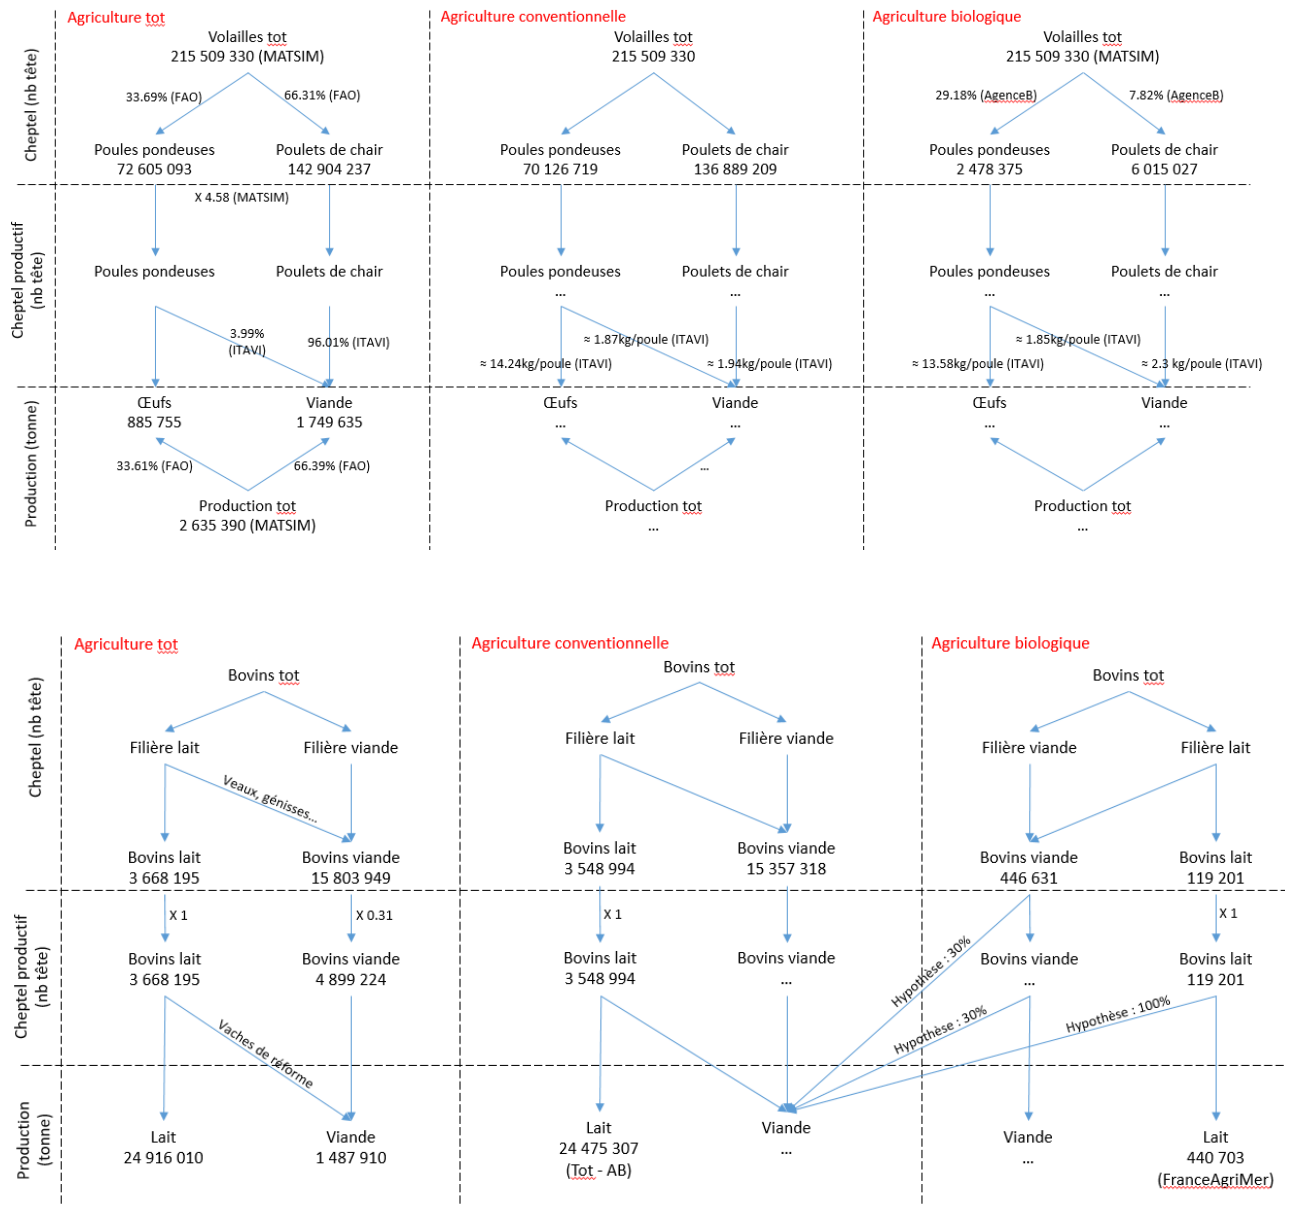 Agriculture tot
Volailles tot
215 509 330 (MATSIM)
33.69% (FAO)
66.31% (FAO)
Poules pondeuses
72 605 093
Poulets de chair
142 904 237
X 4.58 (MATSIM)
Poules pondeuses
Poulets de chair
3.99%
(ITAVI)
96.01% (ITAVI)
Œufs
885 755
Viande
1 749 635
33.61% (FAO)
66.39% (FAO)
Production tot
2 635 390 (MATSIM)
Cheptel (nb tête)
Cheptel productif
(nb tête)
Production (tonne)
Agriculture conventionnelle
Volailles tot
215 509 330
Poules pondeuses
70 126 719
Poulets de chair
136 889 209
Poules pondeuses
...
Poulets de chair
...
≈ 1.87kg/poule (ITAVI)
≈ 14.24kg/poule (ITAVI)
≈ 1.94kg/poule (ITAVI)
Œufs
...
Viande
...
...
Production tot
...
Agriculture biologique
Volailles tot
215 509 330 (MATSIM)
29.18% (AgenceB)
7.82% (AgenceB)
Poules pondeuses
2 478 375
Poulets de chair
6 015 027
Poules pondeuses
...
Poulets de chair
...
≈ 1.85kg/poule (ITAVI)
≈ 13.58kg/poule (ITAVI)
≈ 2.3 kg/poule (ITAVI)
Œufs
...
Viande
...
Production tot
...
Agriculture tot
Bovins tot
Filière lait
Filière viande
Veaux, génisses...
Bovins lait
3 668 195
Bovins viande
15 803 949
X 1
X 0.31
Bovins lait
3 668 195
Bovins viande
4 899 224
Vaches de réforme
Lait
24 916 010
Viande
1 487 910
Cheptel (nb tête)
Cheptel productif
(nb tête)
Production
(tonne)
Agriculture conventionnelle
Bovins tot
Filière lait
Filière viande
Bovins lait
3 548 994
Bovins viande
15 357 318
X 1
Bovins lait
3 548 994
Bovins viande
...
Lait
24 475 307
(Tot - AB)
Viande
...
Agriculture biologique
Bovins tot
Filière viande
Filière lait
Bovins viande
446 631
Bovins lait
119 201
X 1
Hypothèse : 30%
Bovins viande
...
Bovins lait
119 201
Hypothèse : 30%
Hypothèse : 100%
Viande
...
Lait
440 703
(FranceAgriMer)